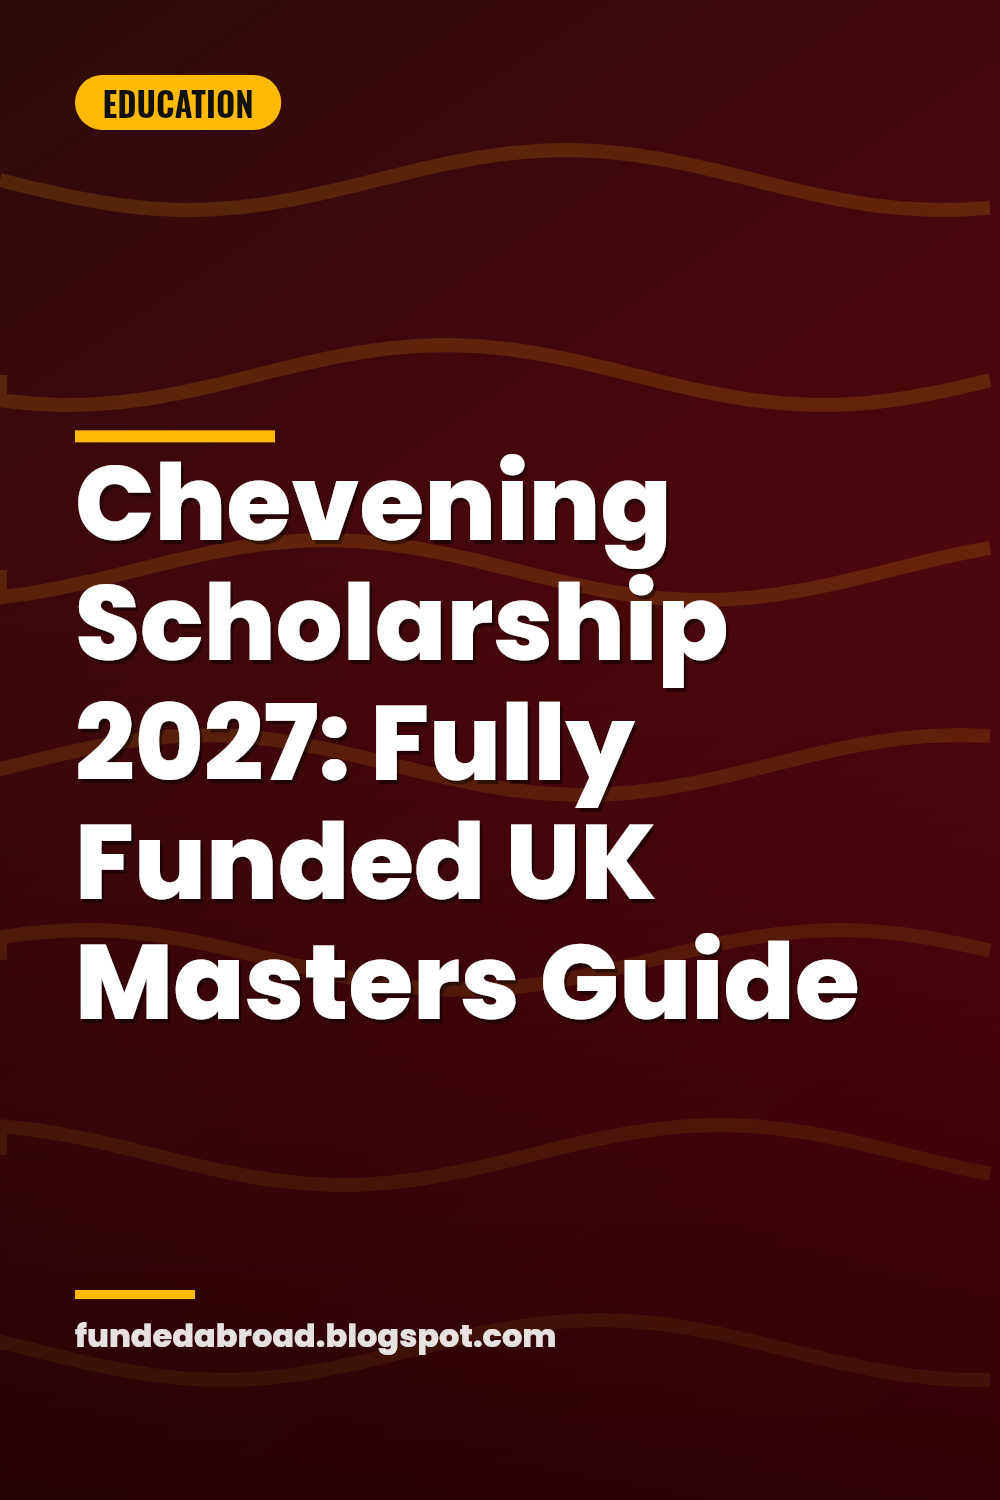 EDUCATION
Chevening
Scholarship
2027: Fully
Funded UK
Masters Guide
fundedabroad.blogspot.com